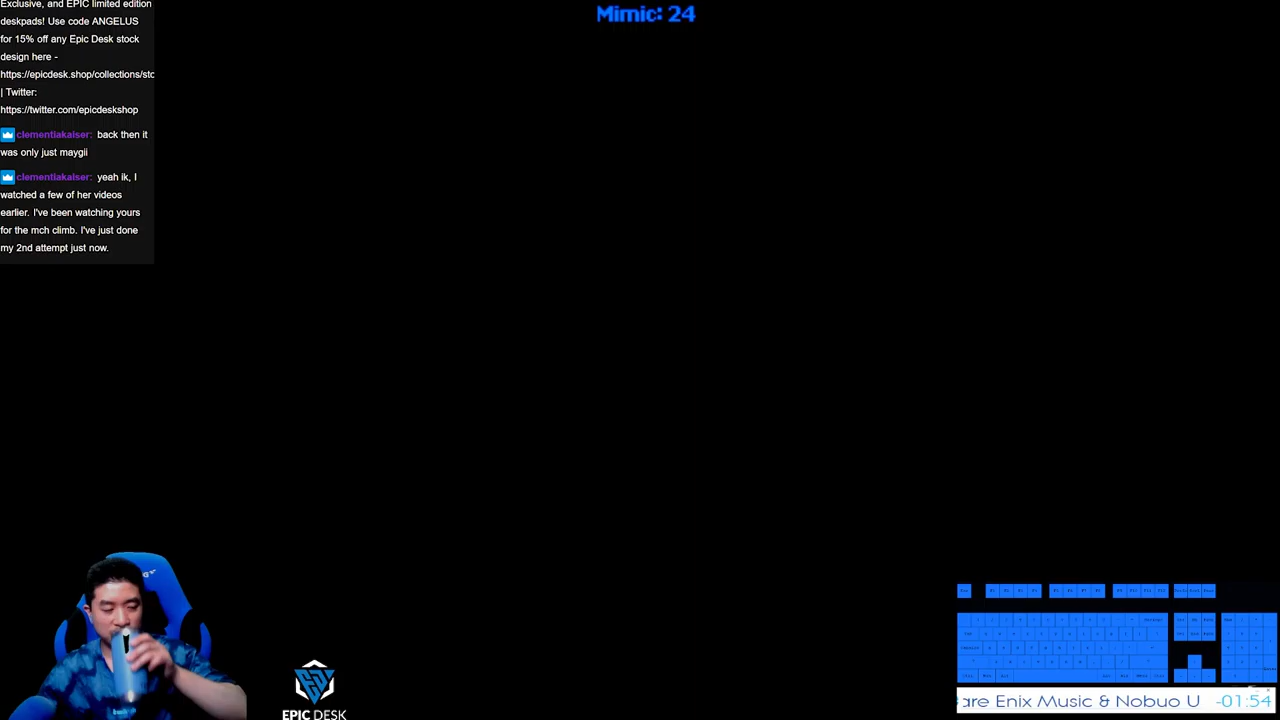 Exclusive, and EPIC limited edition
deskpads! Use code ANGELUS
for 15% off any Epic Desk stock
design here -
https://epicdesk.shop/collections/sto
| Twitter:
https://twitter.com/epicdeskshop
clementiakaiser: back then it
was only just maygii
clementiakaiser: yeah ik, I
watched a few of her videos
earlier. I've been watching yours
for the mch climb. I've just done
my 2nd attempt just now.
Mimic: 24
EPIC DESK
are Enix Music & Nobuo U -01:54